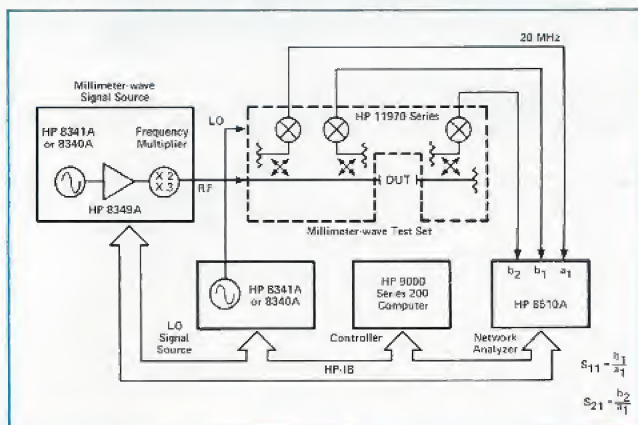 20 MHz
Millimeter-wave
Signal Source
LO
HP 11970 Series
HP 8341A
or 8340A
Frequency
Multiplier
X 2
X 3
RF
DUT
HP 8349A
Millimeter-wave Test Set
b2 b1 a1
HP 8341A
or 8340A
HP 9000
Series 200
Computer
HP 8510A
LO
Signal
Source
Controller
Network
Analyzer
HP-IB
S11 = b1/a1
S21 = b2/a1